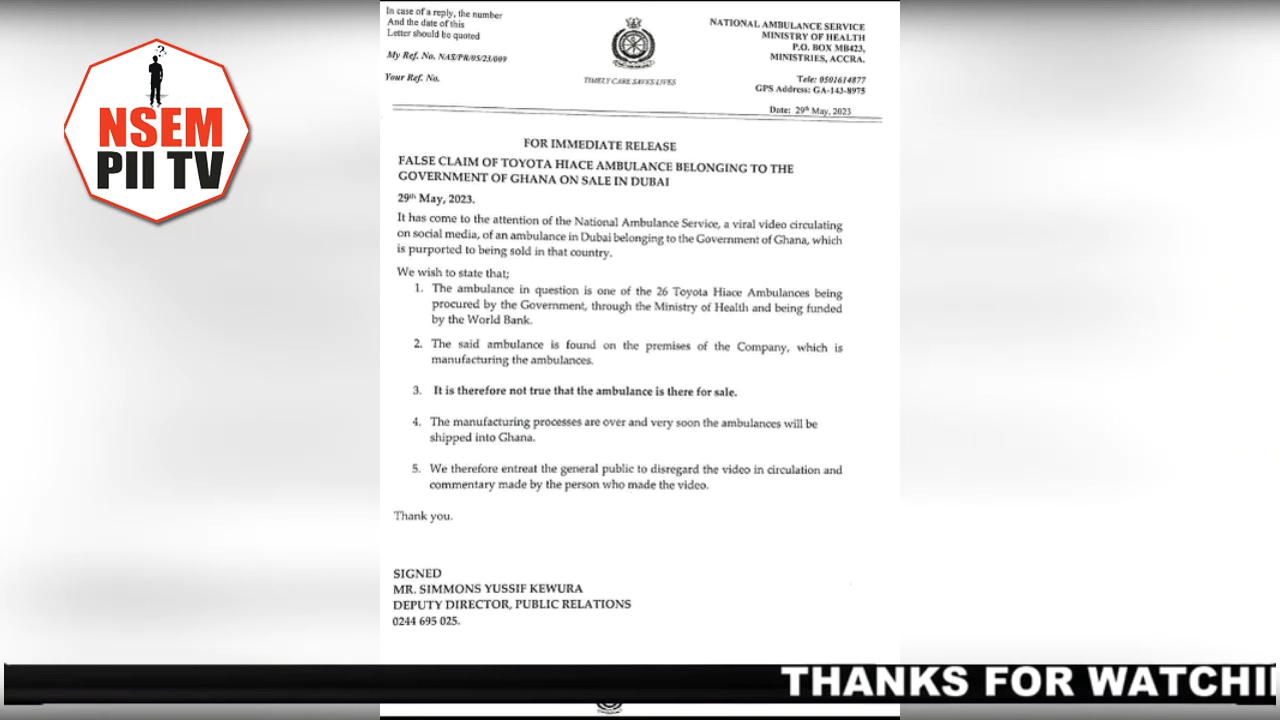 NSEM
PII TV
In case of a reply, the number
And the date of this
Letter should be quoted
My Ref. No. NAS/PR/05/23/009
Your Ref. No.
TIMELY CARE SAVES LIVES
NATIONAL AMBULANCE SERVICE
MINISTRY OF HEALTH
P.O. BOX MB423,
MINISTRIES, ACCRA.
Tele: 0501614877
GPS Address: GA-143-8975
Date: 29th May, 2023
FOR IMMEDIATE RELEASE
FALSE CLAIM OF TOYOTA HIACE AMBULANCE BELONGING TO THE
GOVERNMENT OF GHANA ON SALE IN DUBAI
29th May, 2023.
It has come to the attention of the National Ambulance Service, a viral video circulating
on social media, of an ambulance in Dubai belonging to the Government of Ghana, which
is purported to being sold in that country.
We wish to state that;
1. The ambulance in question is one of the 26 Toyota Hiace Ambulances being
procured by the Government, through the Ministry of Health and being funded
by the World Bank.
2. The said ambulance is found on the premises of the Company, which is
manufacturing the ambulances.
3. It is therefore not true that the ambulance is there for sale.
4. The manufacturing processes are over and very soon the ambulances will be
shipped into Ghana.
5. We therefore entreat the general public to disregard the video in circulation and
commentary made by the person who made the video.
Thank you.
SIGNED
MR. SIMMONS YUSSIF KEWURA
DEPUTY DIRECTOR, PUBLIC RELATIONS
0244 695 025.
THANKS FOR WATCHI